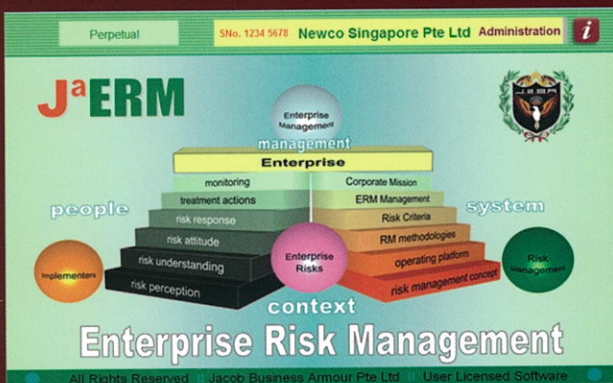 Perpetual
SNo. 1234 5678 Newco Singapore Pte Ltd Administration i
JaERM
J.B.A.
Enterprise
Management
management
Enterprise
monitoring
treatment actions
risk response
risk attitude
risk understanding
risk perception
Corporate Mission
ERM Management
Risk Criteria
RM methodologies
operating platform
risk management concept
people
system
Implementers
Enterprise
Risks
Risk
Management
context
Enterprise Risk Management
All Rights Reserved Jacob Business Armour Pte Ltd User Licensed Software